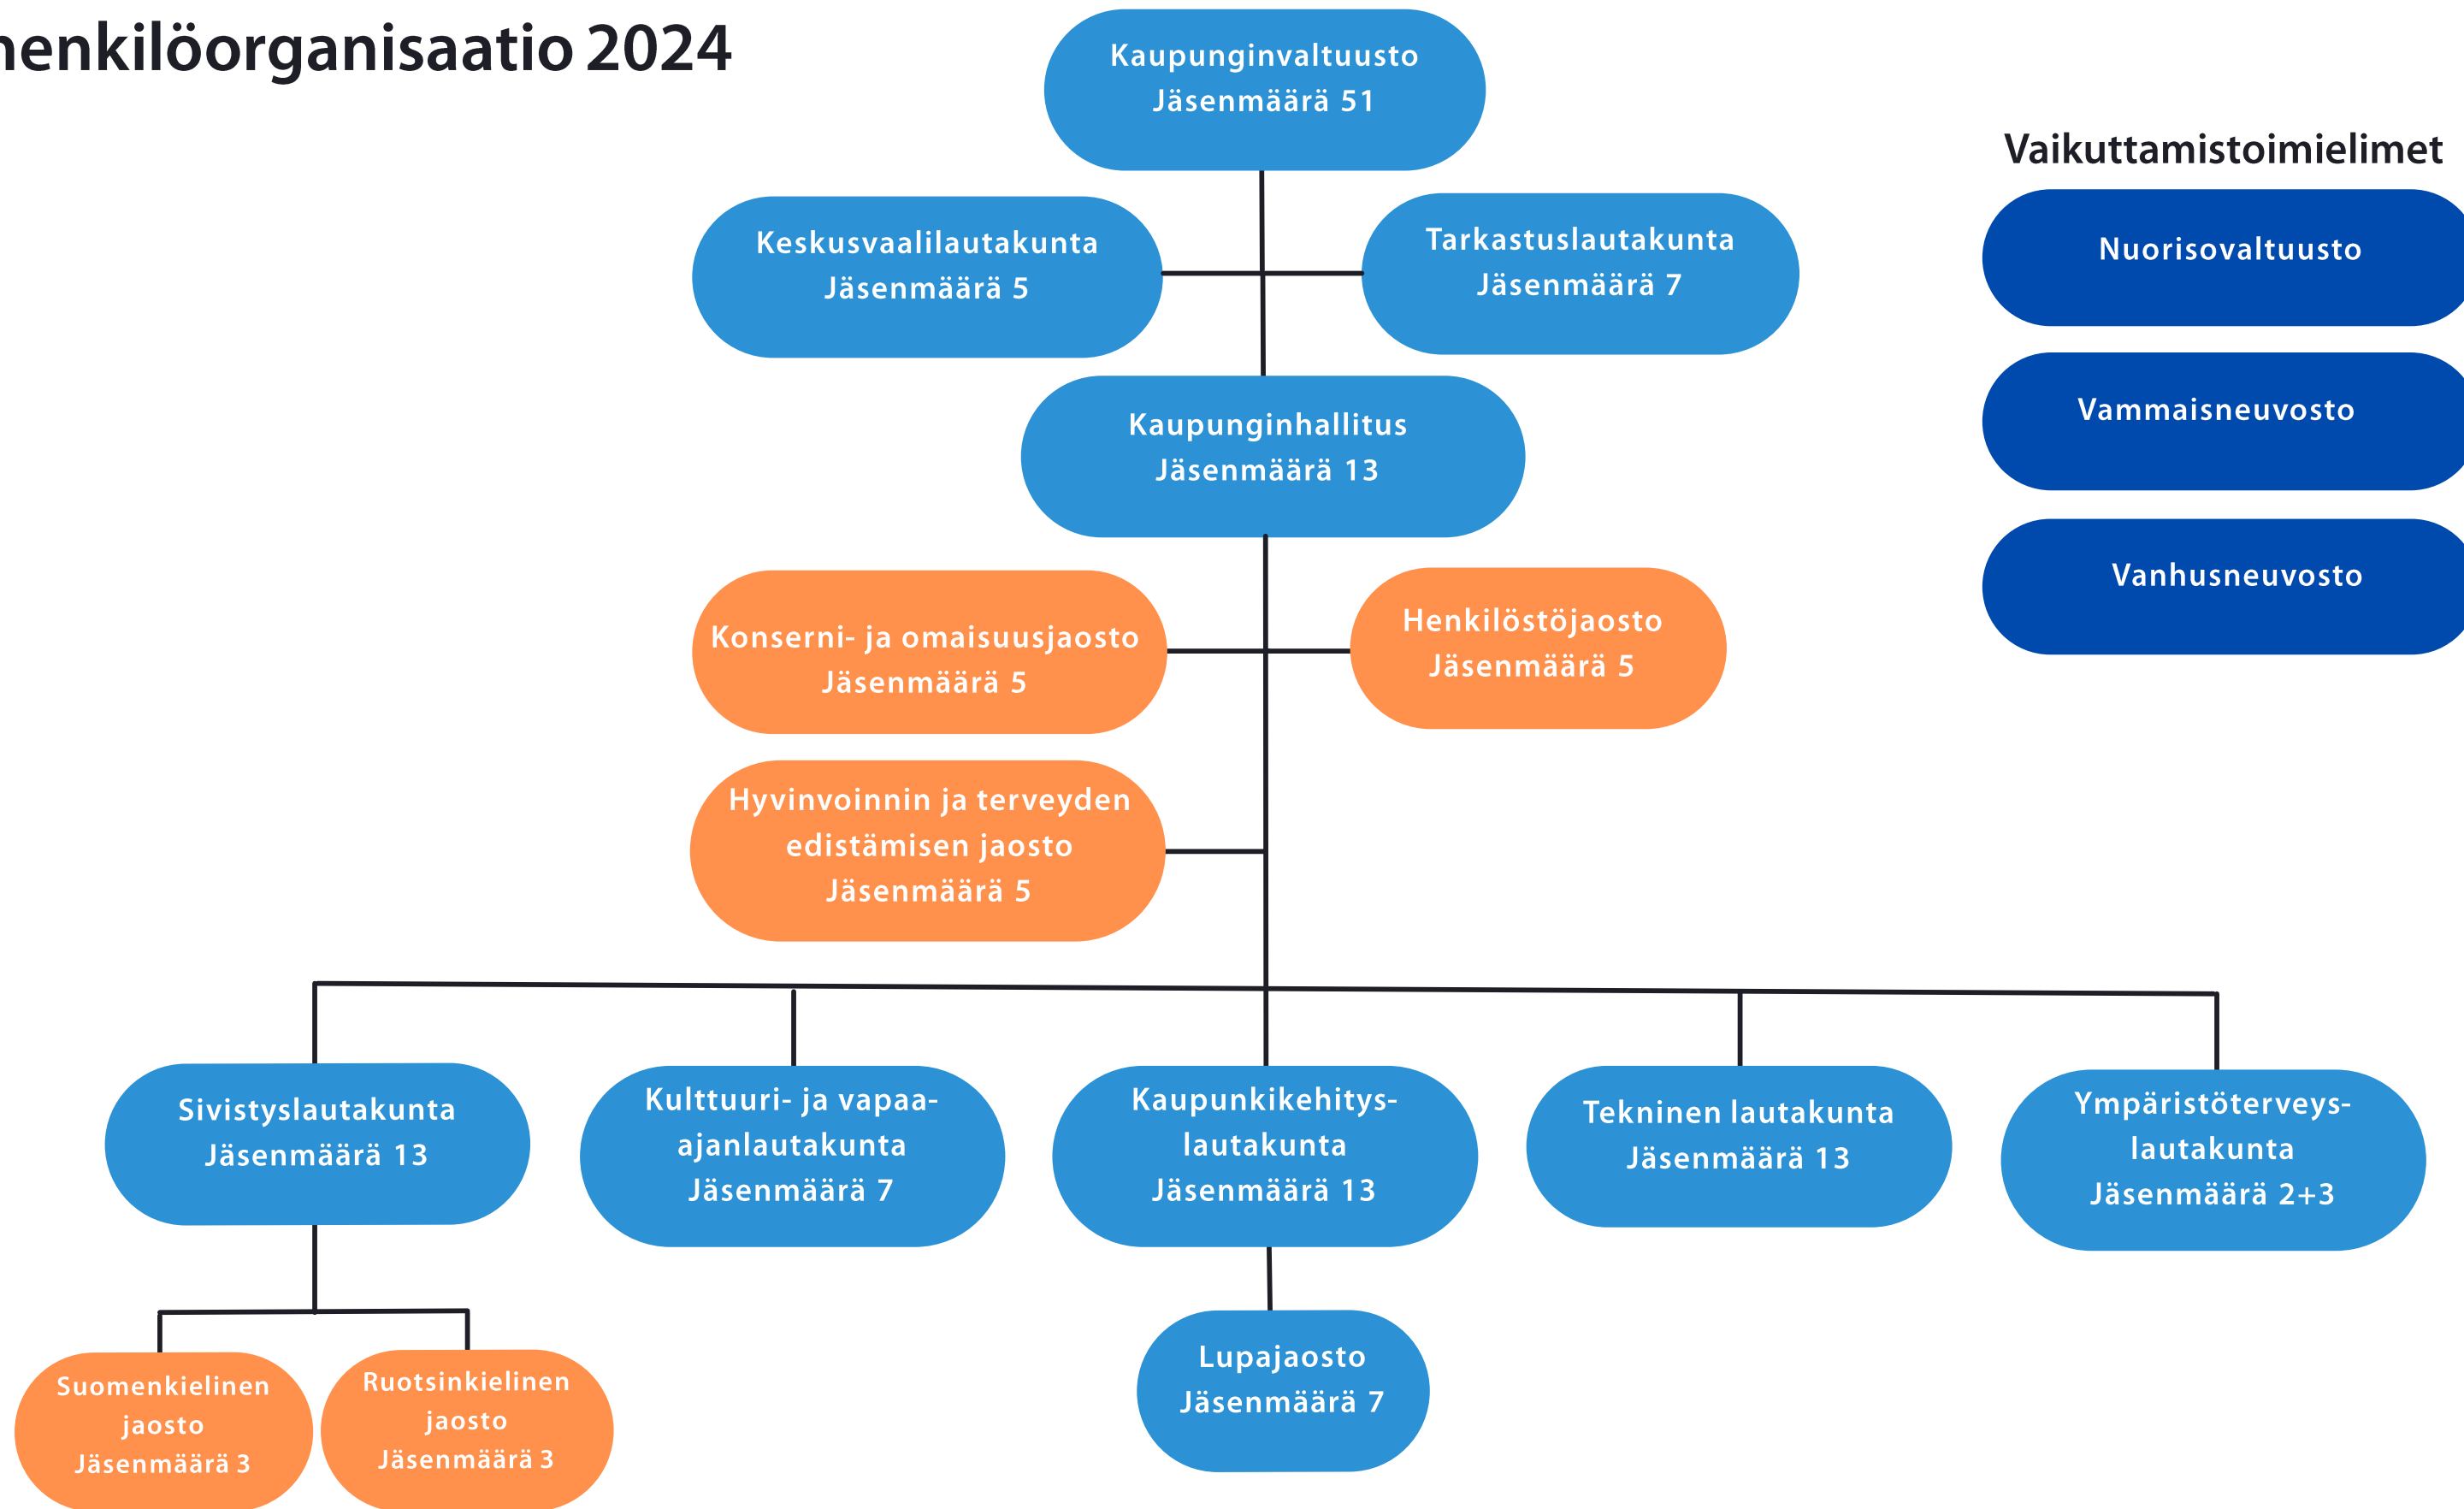 henkilöorganisaatio 2024
Kaupunginvaltuusto
Jäsenmäärä 51
Vaikuttamistoimielimet
Keskusvaalilautakunta
Jäsenmäärä 5
Tarkastuslautakunta
Jäsenmäärä 7
Nuorisovaltuusto
Kaupunginhallitus
Jäsenmäärä 13
Vammaisneuvosto
Vanhusneuvosto
Konserni- ja omaisuusjaosto
Jäsenmäärä 5
Henkilöstöjaosto
Jäsenmäärä 5
Hyvinvoinnin ja terveyden
edistämisen jaosto
Jäsenmäärä 5
Sivistyslautakunta
Jäsenmäärä 13
Kulttuuri- ja vapaa-
ajanlautakunta
Jäsenmäärä 7
Kaupunkikehitys-
lautakunta
Jäsenmäärä 13
Tekninen lautakunta
Jäsenmäärä 13
Ympäristöterveys-
lautakunta
Jäsenmäärä 2+3
Suomenkielinen
jaosto
Jäsenmäärä 3
Ruotsinkielinen
jaosto
Jäsenmäärä 3
Lupajaosto
Jäsenmäärä 7